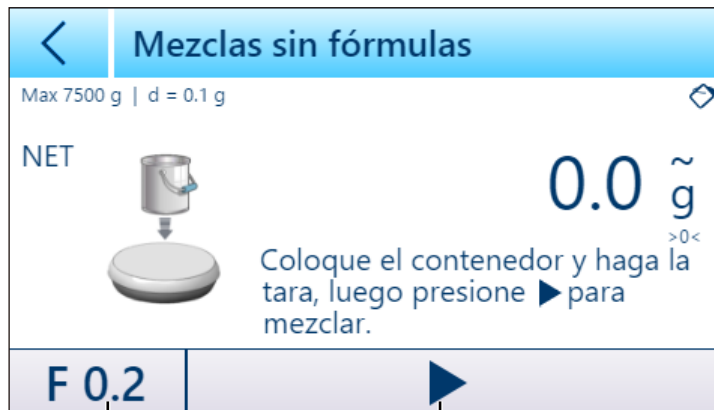 Mezclas sin fórmulas
Max 7500 g | d = 0.1 g
NET
0.0 ~ g
>0<
Coloque el contenedor y haga la
tara, luego presione ▶ para
mezclar.
F 0.2